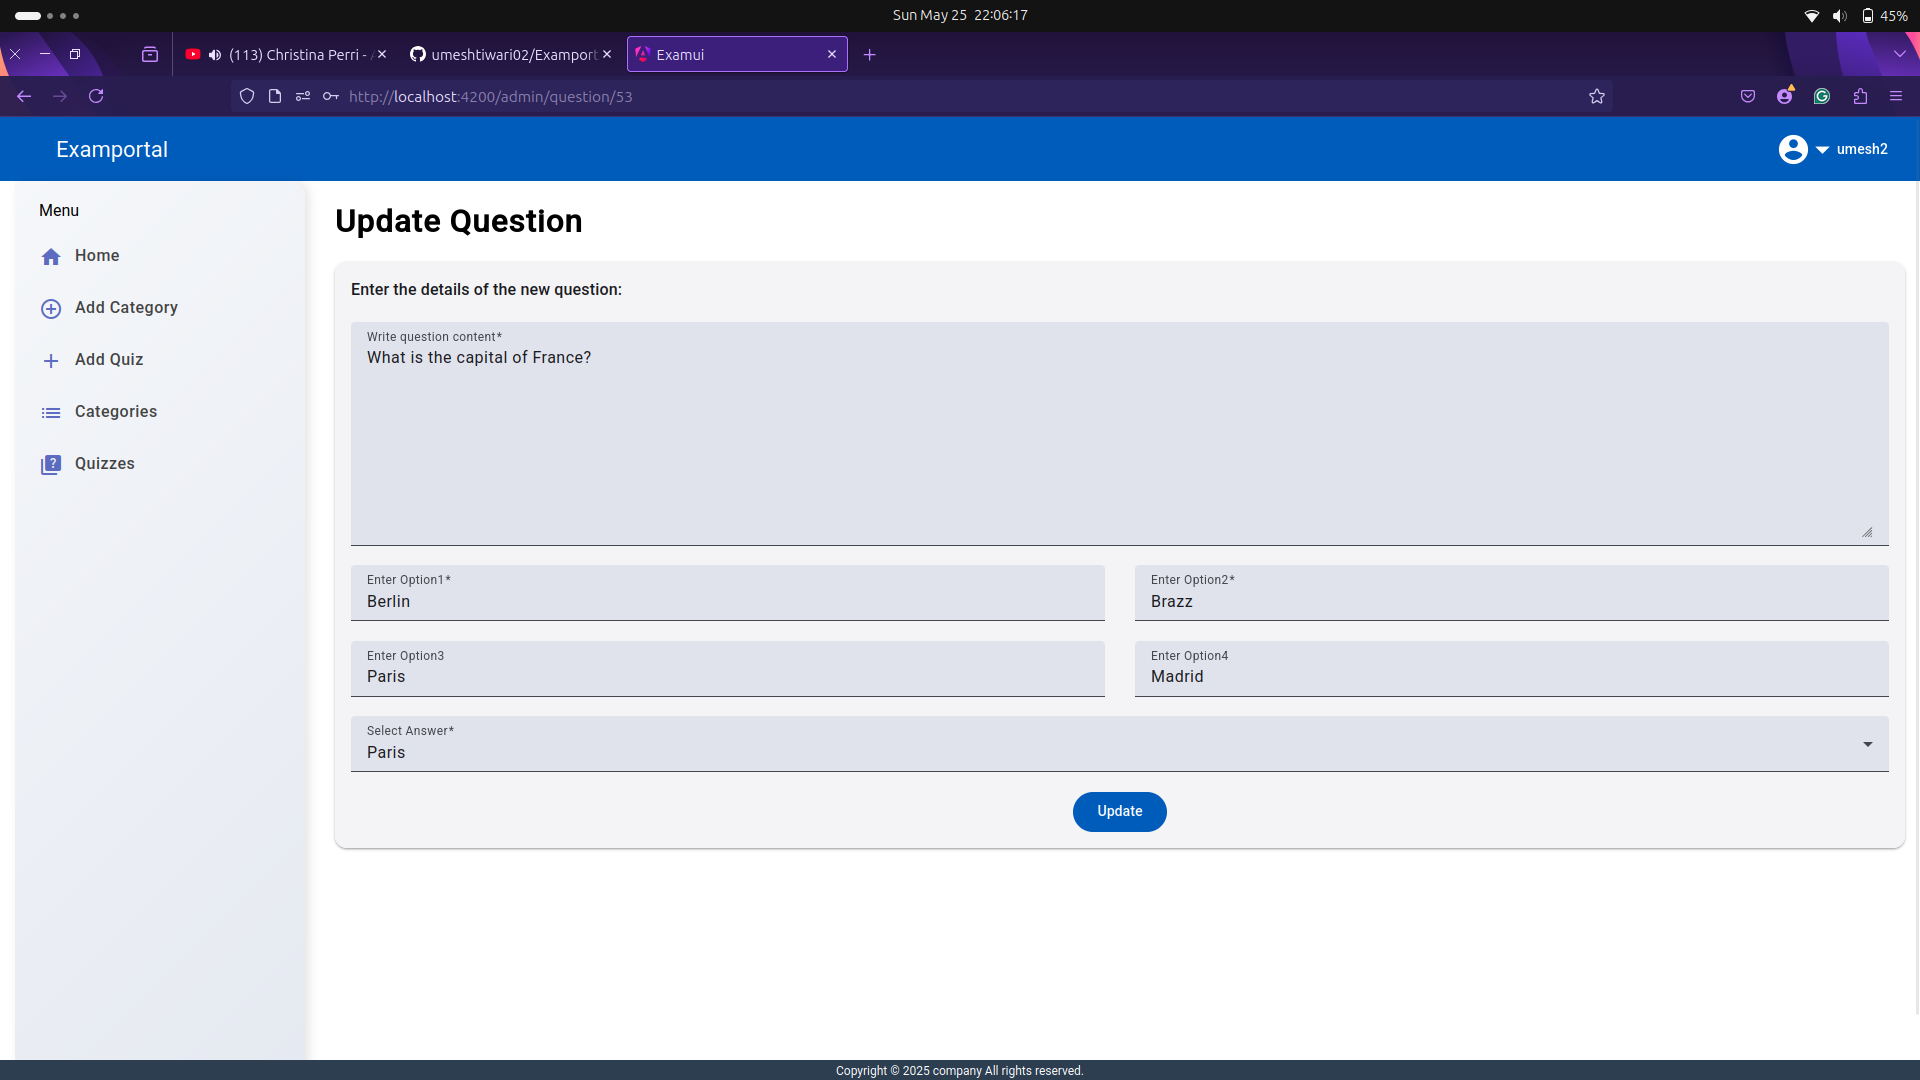 Sun May 25 22:06:17
45%
(113) Christina Perri -
umeshtiwari02/Examport
Examui
http://localhost:4200/admin/question/53
Examportal
umesh2
Menu
Home
Add Category
Add Quiz
Categories
Quizzes
Update Question
Enter the details of the new question:
Write question content*
What is the capital of France?
Enter Option1*
Berlin
Enter Option2*
Brazz
Enter Option3
Paris
Enter Option4
Madrid
Select Answer*
Paris
Update
Copyright © 2025 company All rights reserved.